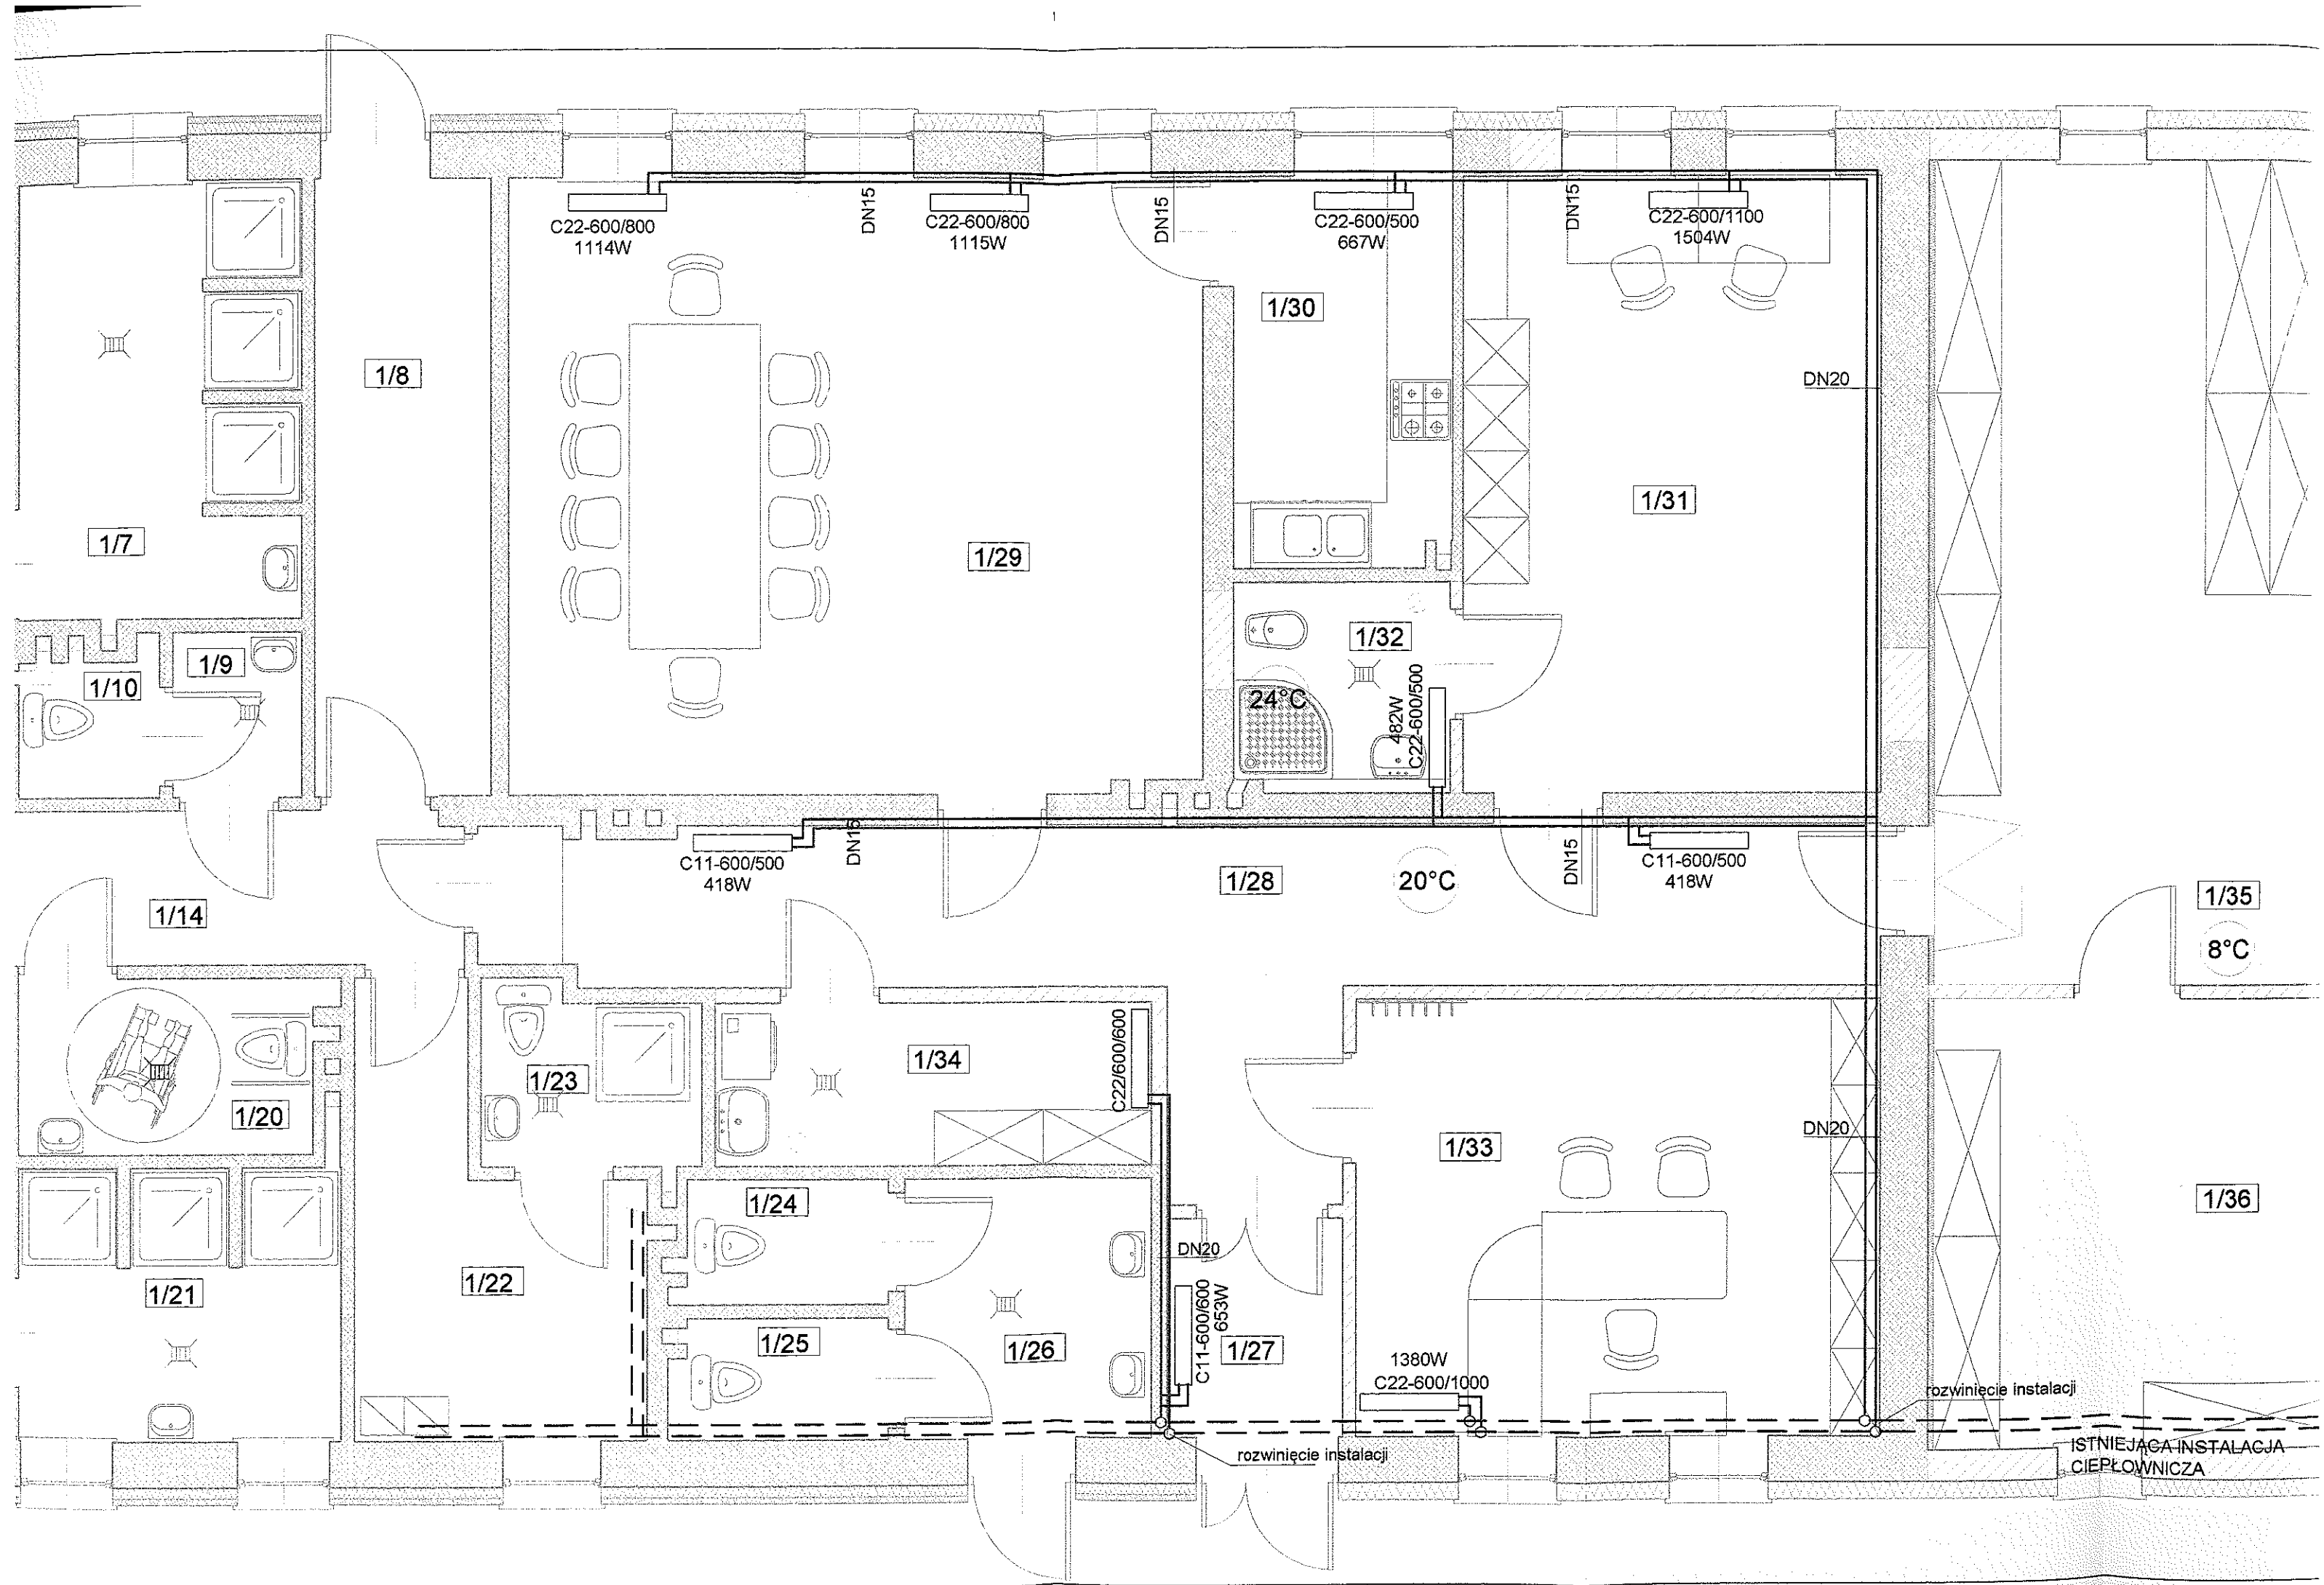 C22-600/800
1114W
DN15
C22-600/800
1115W
DN15
C22-600/500
667W
DN15
C22-600/1100
1504W
1/30
1/8
DN20
1/31
1/7
1/29
1/32
1/9
1/10
24°C
482W
C22-600/500
C11-600/500
418W
DN15
1/28
20°C
DN15
C11-600/500
418W
1/14
1/35
8°C
1/34
C22/600/600
1/23
1/20
1/33
DN20
1/24
1/36
DN20
1/22
1/21
C11-600/600
653W
1/25
1/26
1/27
1380W
C22-600/1000
rozwinięcie instalacji
rozwinięcie instalacji
ISTNIEJĄCA INSTALACJA
CIEPŁOWNICZA